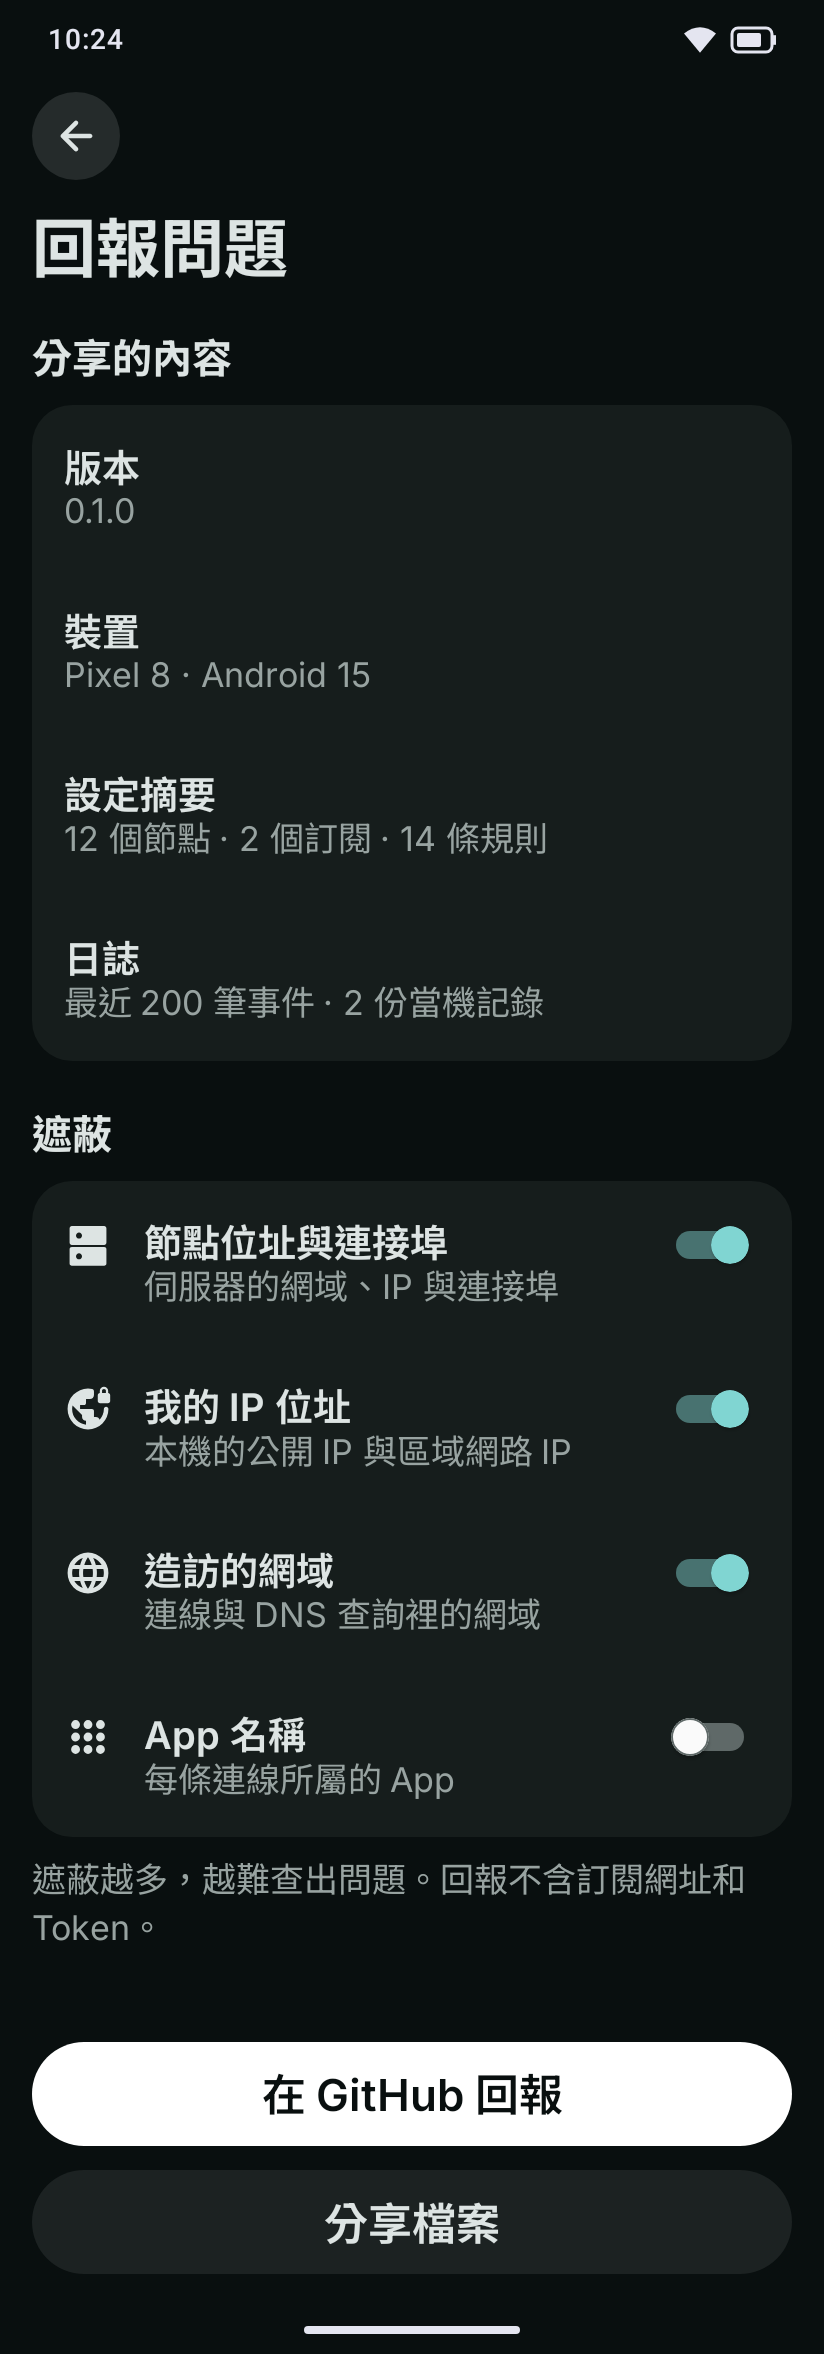 10:24
回報問題
分享的內容
版本
0.1.0
裝置
Pixel 8 · Android 15
設定摘要
12 個節點 · 2 個訂閱 · 14 條規則
日誌
最近 200 筆事件 · 2 份當機記錄
遮蔽
節點位址與連接埠
伺服器的網域、IP 與連接埠
我的 IP 位址
本機的公開 IP 與區域網路 IP
造訪的網域
連線與 DNS 查詢裡的網域
App 名稱
每條連線所屬的 App
遮蔽越多，越難查出問題。回報不含訂閱網址和
Token。
在 GitHub 回報
分享檔案